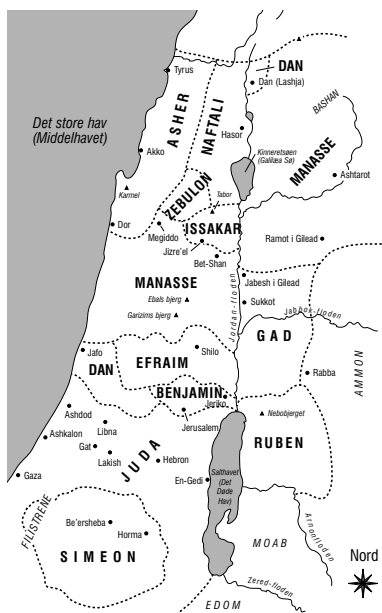 DAN
Tyrus
Dan (Lashja)
Det store hav
(Middelhavet)
ASHER
NAFTALI
BASHAN
Hasor
Kinneretsøen
(Galilæa Sø)
MANASSE
Akko
Ashtarot
Karmel
ZEBULON
Tabor
Dor
Megiddo
ISSAKAR
Jizre'el
Ramot i Gilead
Bet-Shan
MANASSE
Jabesh i Gilead
Ebals bjerg
Sukkot
Jordan-floden
Garizims bjerg
Jabbok-floden
GAD
Jafo
Shilo
DAN
EFRAIM
Rabba
AMMON
BENJAMIN
Jeriko
Ashdod
Jerusalem
Nebobjerget
Libna
Ashkalon
RUBEN
Gat
Lakish
JUDA
Hebron
Gaza
En-Gedi
Salthavet
(Det
Døde
Hav)
FILISTRENE
Be'ersheba
Horma
Arnonfloden
SIMEON
MOAB
Nord
Zered-floden
EDOM